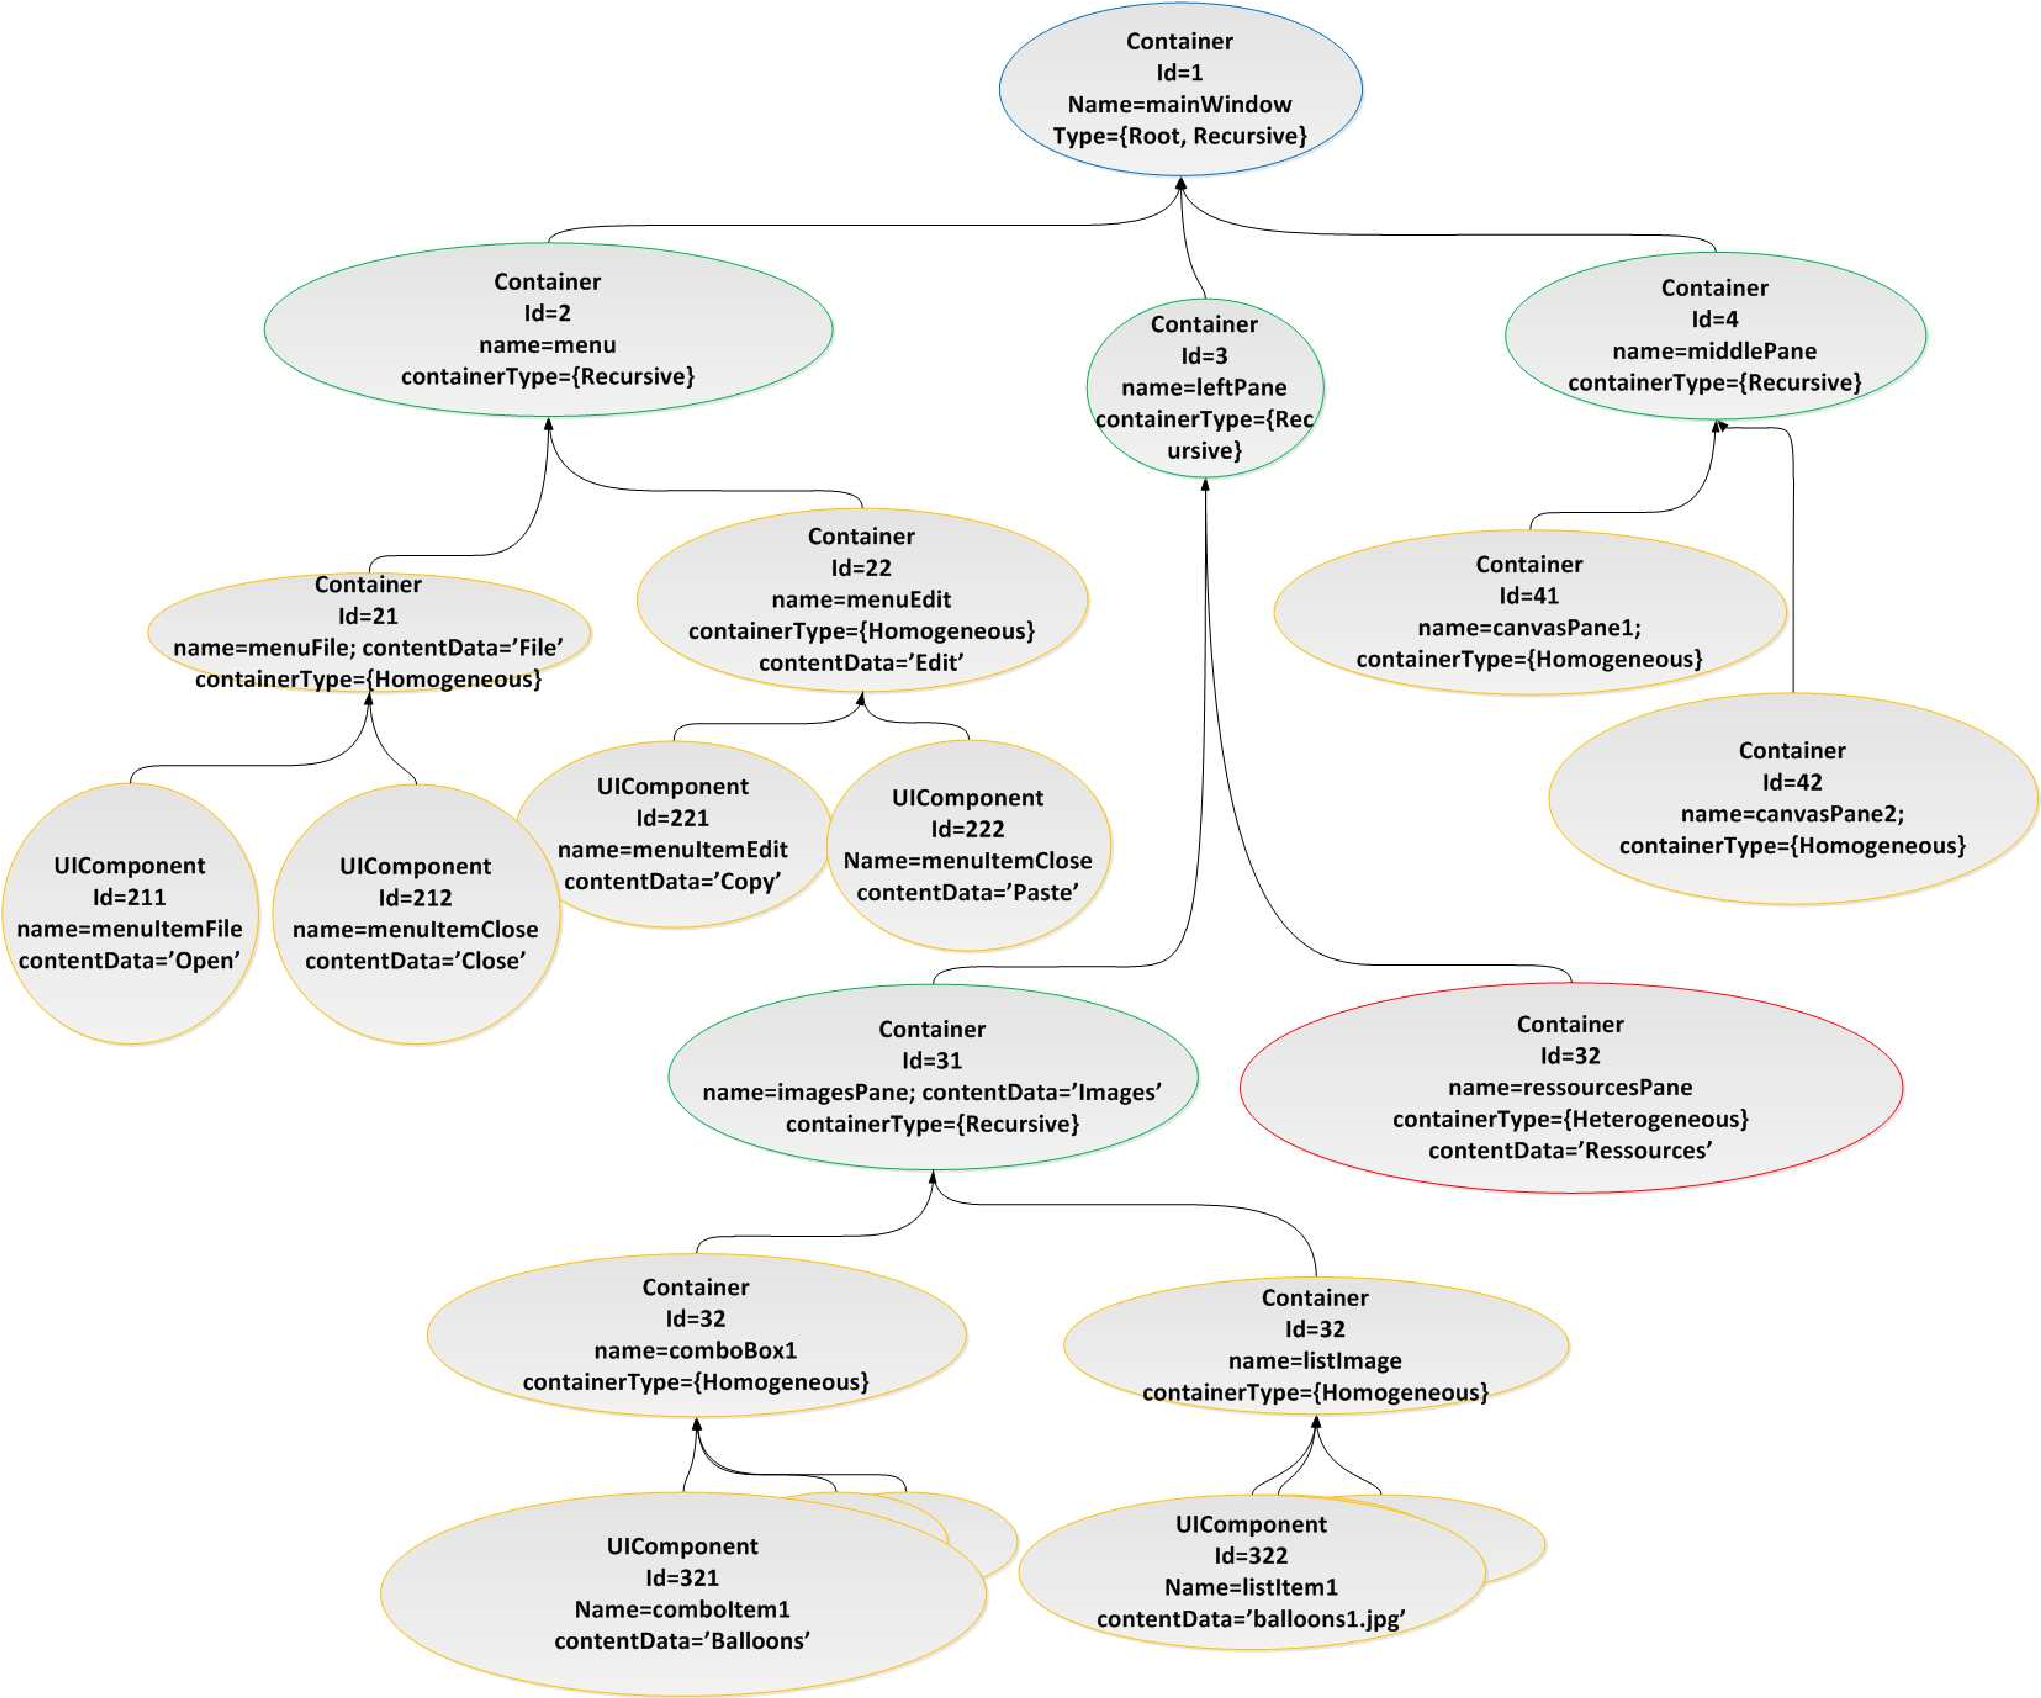 Container
Id=1
Name=mainWindow
Type={Root, Recursive}
Container
Id=2
name=menu
containerType={Recursive}
Container
Id=3
name=leftPane
containerType={Rec
ursive}
Container
Id=4
name=middlePane
containerType={Recursive}
Container
Id=21
name=menuFile; contentData=’File’
containerType={Homogeneous}
Container
Id=22
name=menuEdit
containerType={Homogeneous}
contentData=’Edit’
Container
Id=41
name=canvasPane1;
containerType={Homogeneous}
Container
Id=42
name=canvasPane2;
containerType={Homogeneous}
UIComponent
Id=211
name=menuItemFile
contentData=’Open’
UIComponent
Id=212
name=menuItemClose
contentData=’Close’
UIComponent
Id=221
name=menuItemEdit
contentData=’Copy’
UIComponent
Id=222
Name=menuItemClose
contentData=’Paste’
Container
Id=31
name=imagesPane; contentData=’Images’
containerType={Recursive}
Container
Id=32
name=ressourcesPane
containerType={Heterogeneous}
contentData=’Ressources’
Container
Id=32
name=comboBox1
containerType={Homogeneous}
Container
Id=32
name=listImage
containerType={Homogeneous}
UIComponent
Id=321
Name=comboItem1
contentData=’Balloons’
UIComponent
Id=322
Name=listItem1
contentData=’balloons1.jpg’